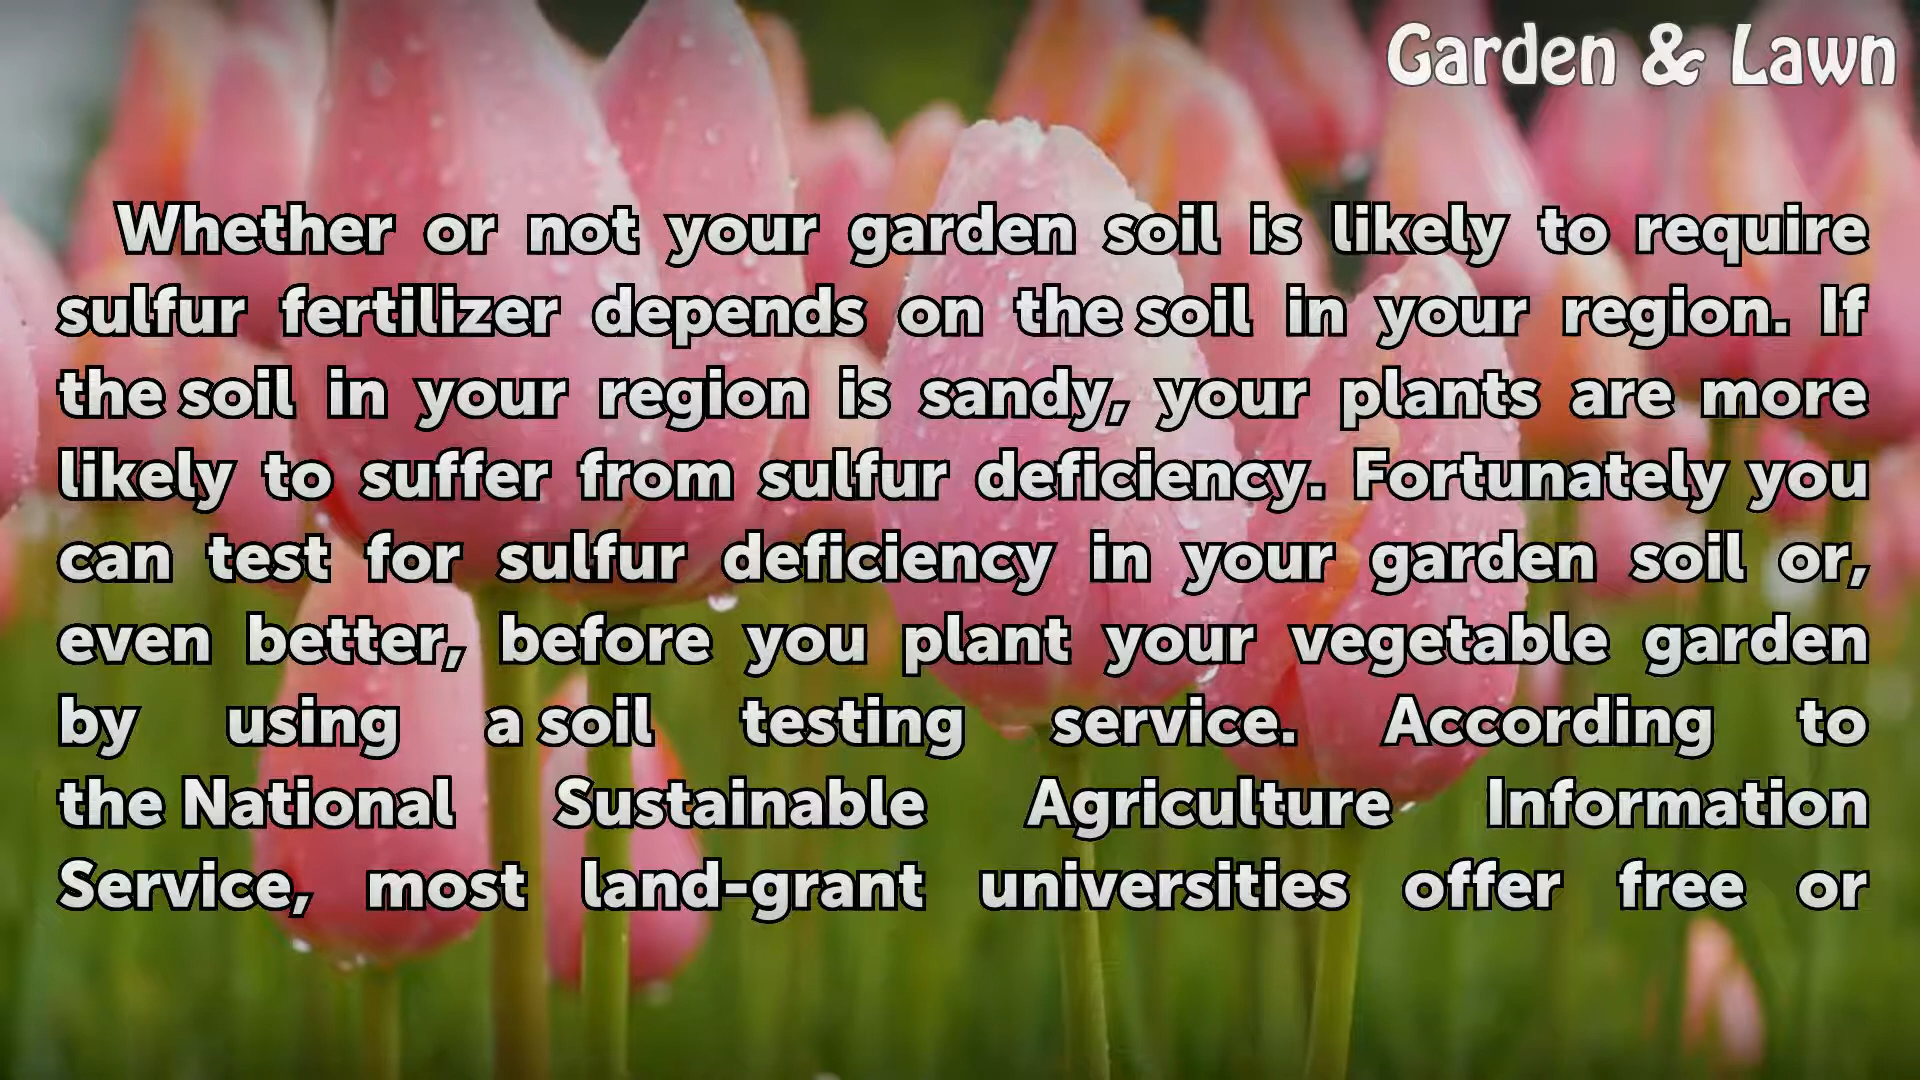 Garden & Lawn
Whether or not your garden soil is likely to require
sulfur fertilizer depends on the soil in your region. If
the soil in your region is sandy, your plants are more
likely to suffer from sulfur deficiency. Fortunately you
can test for sulfur deficiency in your garden soil or,
even better, before you plant your vegetable garden
by using a soil testing service. According to
the National Sustainable Agriculture Information
Service, most land-grant universities offer free or